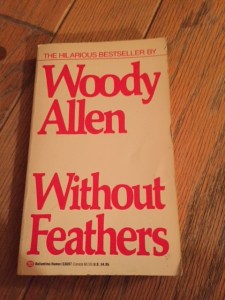 THE HILARIOUS BESTSELLER BY
Woody
Allen
Without
Feathers